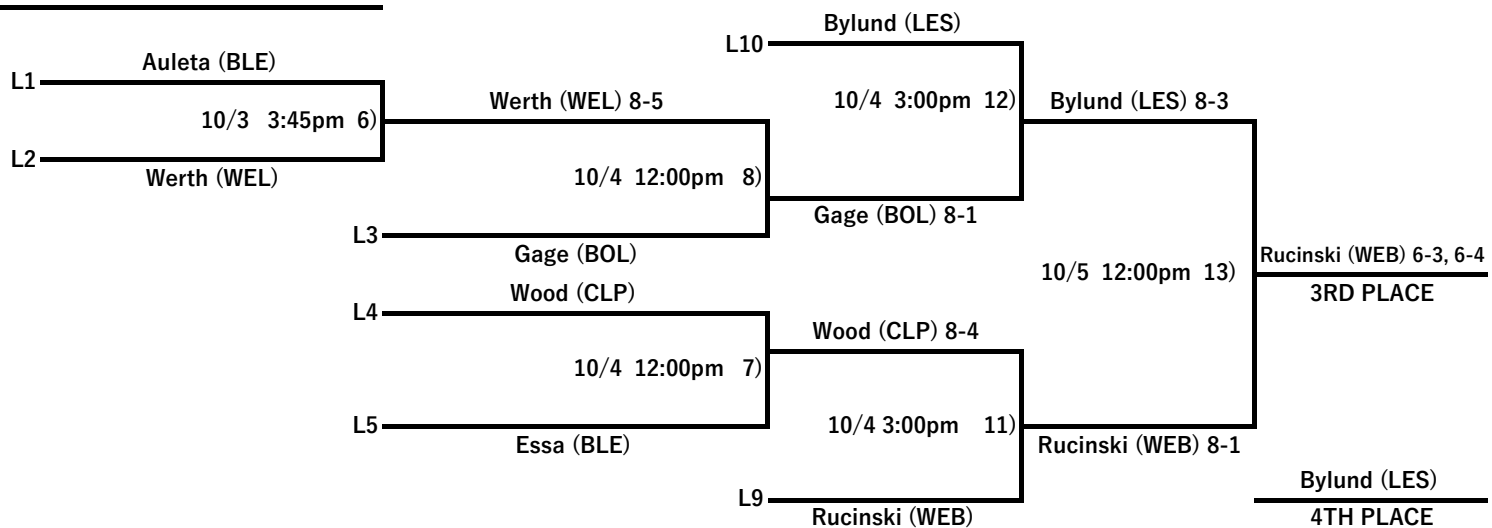 Bylund (LES)
L10
Auleta (BLE)
L1
Werth (WEL) 8-5
10/4 3:00pm 12)
Bylund (LES) 8-3
10/3 3:45pm 6)
L2
Werth (WEL)
10/4 12:00pm 8)
Gage (BOL) 8-1
L3
Gage (BOL)
Rucinski (WEB) 6-3, 6-4
10/5 12:00pm 13)
3RD PLACE
Wood (CLP)
L4
Wood (CLP) 8-4
10/4 12:00pm 7)
L5
Essa (BLE)
10/4 3:00pm 11)
Rucinski (WEB) 8-1
Bylund (LES)
L9
Rucinski (WEB)
4TH PLACE